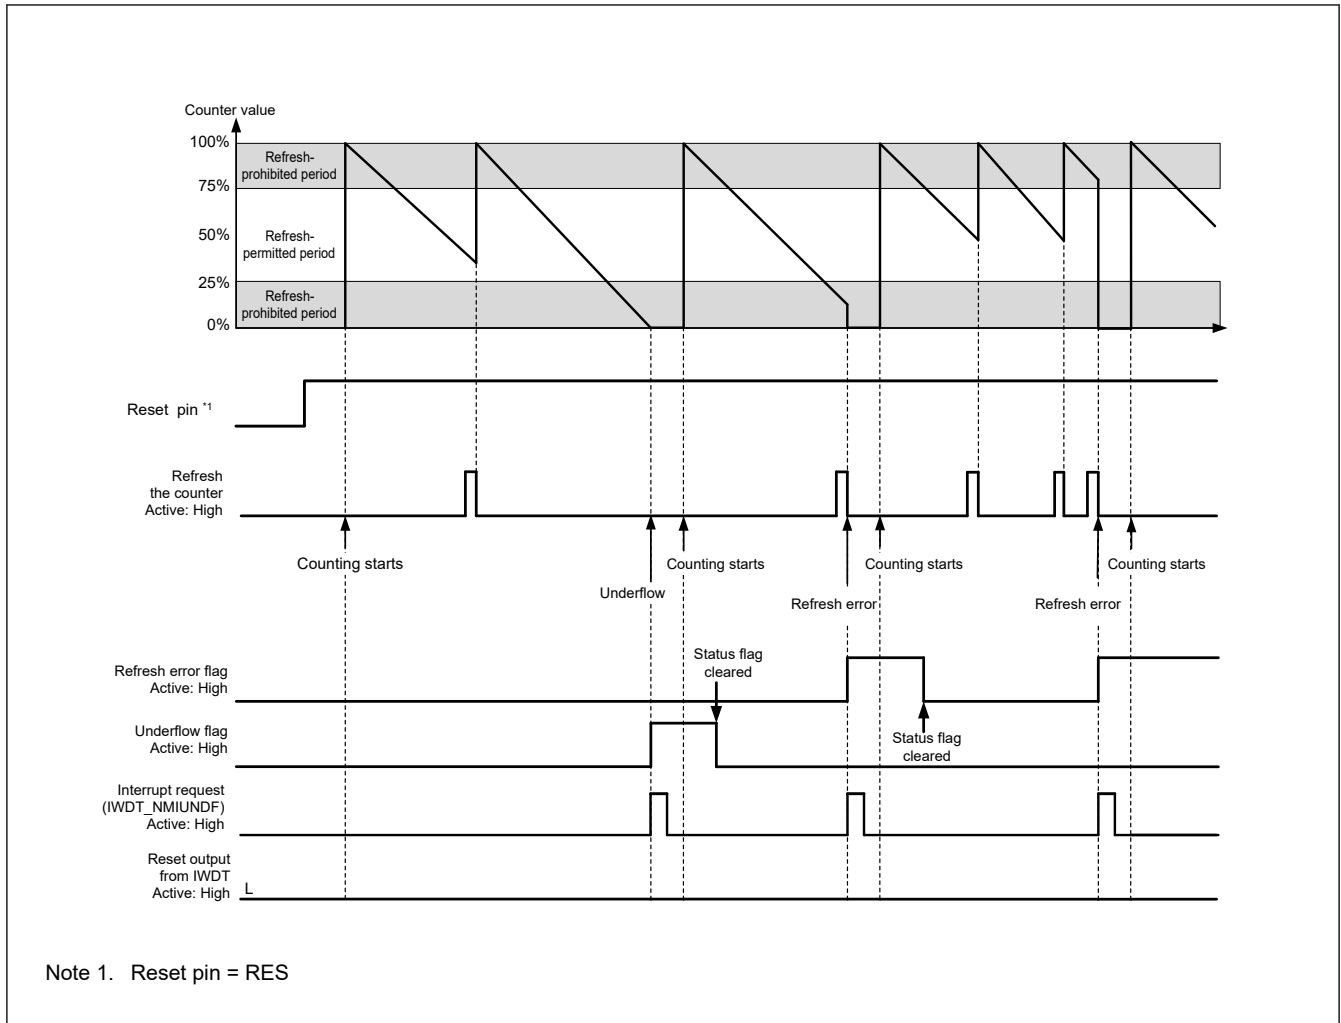 Counter value
100%
Refresh-
prohibited period
75%
50%
Refresh-
permitted period
25%
Refresh-
prohibited period
0%
Reset pin *1
Refresh
the counter
Active: High
Counting starts
Counting starts
Counting starts
Counting starts
Underflow
Refresh error
Refresh error
Status flag
cleared
Refresh error flag
Active: High
Underflow flag
Active: High
Status flag
cleared
Interrupt request
(IWDT_NMIUNDF)
Active: High
Reset output
from IWDT
Active: High
L
Note 1. Reset pin = RES